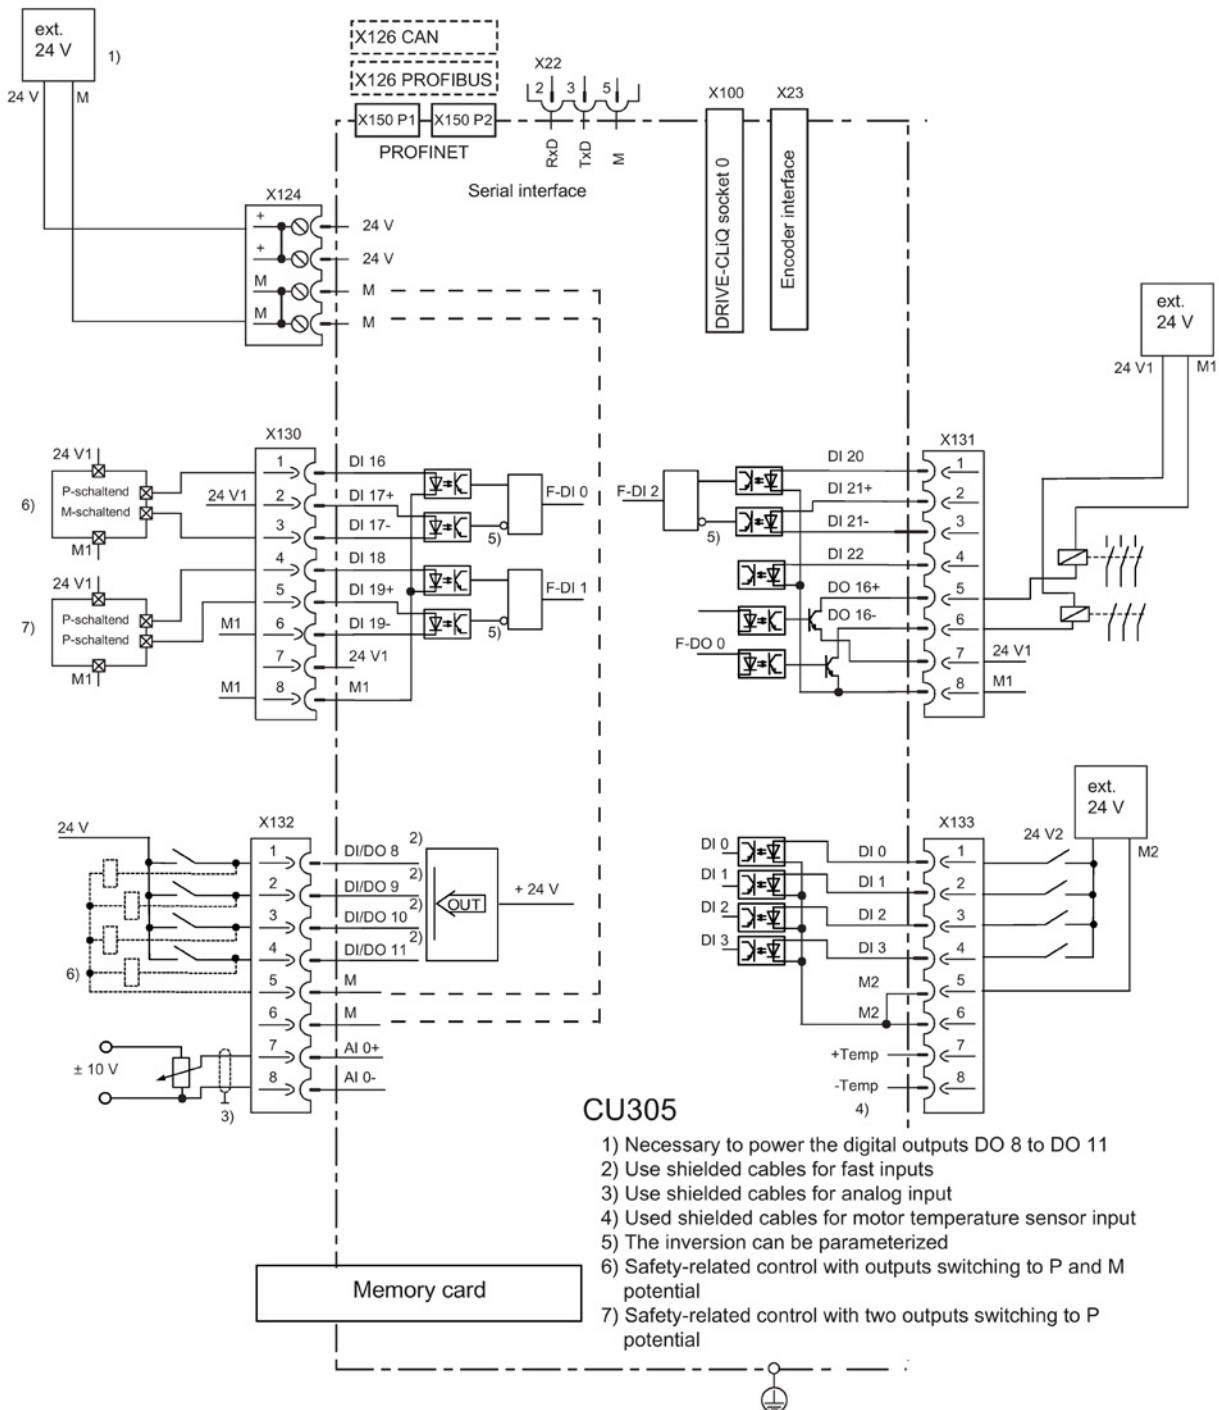 ext.
24 V
1)
24 V
M
X126 CAN
X126 PROFIBUS
X150 P1
X150 P2
PROFINET
X22
2
3
5
RxD
TxD
M
Serial interface
X100
DRIVE-CLiQ socket 0
X23
Encoder interface
X124
+
24 V
+
24 V
M
M
M
M
ext.
24 V
24 V1
M1
X130
1
DI 16
2
DI 17+
3
DI 17-
4
DI 18
5
DI 19+
6
DI 19-
7
24 V1
8
M1
24 V1
P-schaltend
M-schaltend
M1
6)
24 V1
24 V1
P-schaltend
P-schaltend
M1
7)
M1
M1
5)
F-DI 0
5)
F-DI 1
F-DI 2
5)
F-DO 0
X131
DI 20
1
DI 21+
2
DI 21-
3
DI 22
4
DO 16+
5
DO 16-
6
7
24 V1
8
M1
X132
24 V
1
DI/DO 8
2)
2
DI/DO 9
2)
3
DI/DO 10
2)
4
DI/DO 11
2)
5
M
6
M
7
AI 0+
8
AI 0-
6)
± 10 V
3)
OUT
+ 24 V
ext.
24 V
X133
24 V2
M2
DI 0
DI 0
1
DI 1
DI 1
2
DI 2
DI 2
3
DI 3
DI 3
4
M2
5
M2
6
+Temp
7
-Temp
8
4)
CU305
1) Necessary to power the digital outputs DO 8 to DO 11
2) Use shielded cables for fast inputs
3) Use shielded cables for analog input
4) Used shielded cables for motor temperature sensor input
5) The inversion can be parameterized
6) Safety-related control with outputs switching to P and M
potential
7) Safety-related control with two outputs switching to P
potential
Memory card